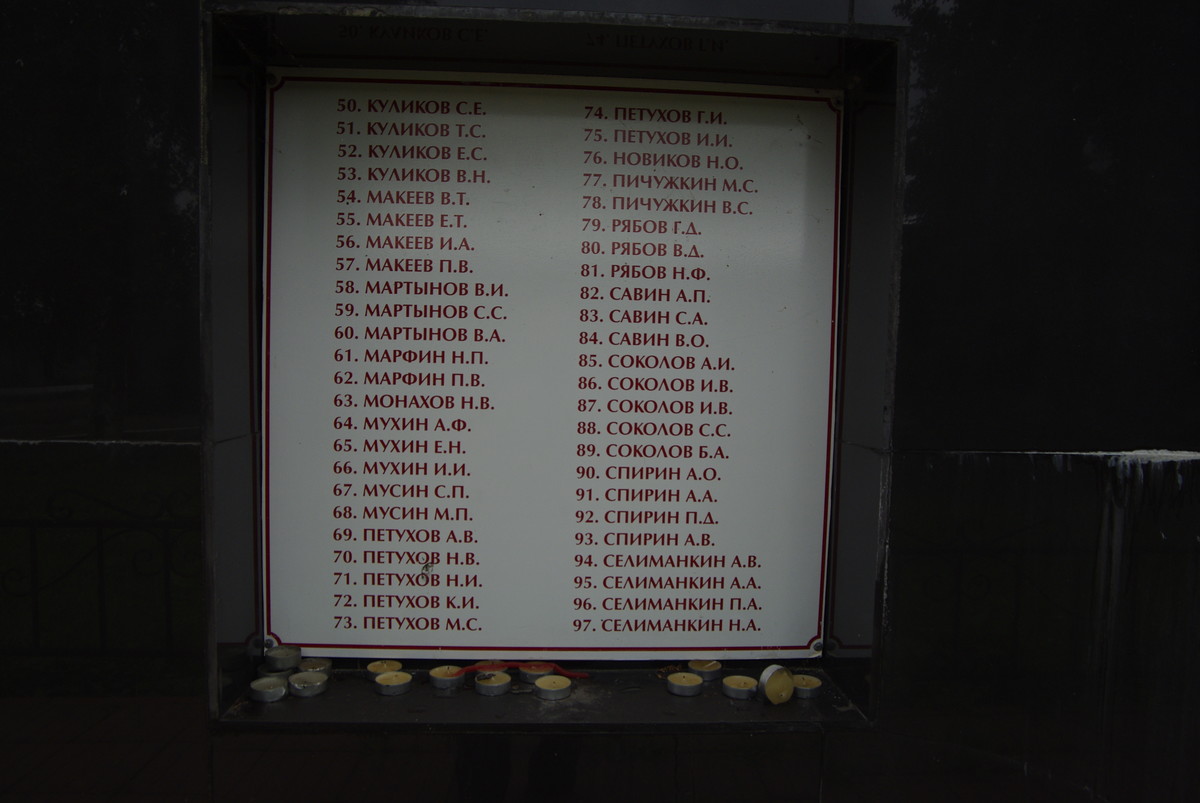 50. КУЛИКОВ С.Е.
51. КУЛИКОВ Т.С.
52. КУЛИКОВ Е.С.
53. КУЛИКОВ В.Н.
54. МАКЕЕВ В.Т.
55. МАКЕЕВ Е.Т.
56. МАКЕЕВ И.А.
57. МАКЕЕВ П.В.
58. МАРТЫНОВ В.И.
59. МАРТЫНОВ С.С.
60. МАРТЫНОВ В.А.
61. МАРФИН Н.П.
62. МАРФИН П.В.
63. МОНАХОВ Н.В.
64. МУХИН А.Ф.
65. МУХИН Е.Н.
66. МУХИН И.И.
67. МУСИН С.П.
68. МУСИН М.П.
69. ПЕТУХОВ А.В.
70. ПЕТУХОВ Н.В.
71. ПЕТУХОВ Н.И.
72. ПЕТУХОВ К.И.
73. ПЕТУХОВ М.С.
74. ПЕТУХОВ Г.И.
75. ПЕТУХОВ И.И.
76. НОВИКОВ Н.О.
77. ПИЧУЖКИН М.С.
78. ПИЧУЖКИН В.С.
79. РЯБОВ Г.Д.
80. РЯБОВ В.Д.
81. РЯБОВ Н.Ф.
82. САВИН А.П.
83. САВИН С.А.
84. САВИН В.О.
85. СОКОЛОВ А.И.
86. СОКОЛОВ И.В.
87. СОКОЛОВ И.В.
88. СОКОЛОВ С.С.
89. СОКОЛОВ Б.А.
90. СПИРИН А.О.
91. СПИРИН А.А.
92. СПИРИН П.Д.
93. СПИРИН А.В.
94. СЕЛИМАНКИН А.В.
95. СЕЛИМАНКИН А.А.
96. СЕЛИМАНКИН П.А.
97. СЕЛИМАНКИН Н.А.